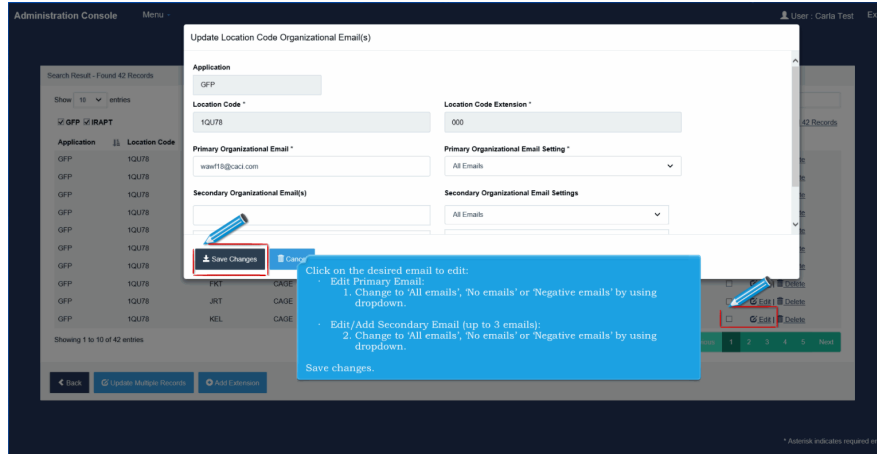 Administration Console Menu
User : Carla Test Ex
Update Location Code Organizational Email(s)
Application
GFP
Location Code *
Location Code Extension *
1QU78
000
Primary Organizational Email *
Primary Organizational Email Setting *
wawf18@caci.com
All Emails
Secondary Organizational Email(s)
Secondary Organizational Email Settings
All Emails
Save Changes
Search Result - Found 42 Records
Show 10 entries
GFP IRAPT
42 Records
Application Location Code
GFP 1QU78
GFP 1QU78
GFP 1QU78
GFP 1QU78
GFP 1QU78
GFP 1QU78
GFP 1QU78
GFP 1QU78 FKT CAGE Edit | Delete
GFP 1QU78 JRT CAGE Edit | Delete
GFP 1QU78 KEL CAGE Edit | Delete
Showing 1 to 10 of 42 entries
1 2 3 4 5 Next
Back Update Multiple Records Add Extension
Click on the desired email to edit:
· Edit Primary Email:
1. Change to 'All emails', 'No emails' or 'Negative emails' by using
dropdown.
· Edit/Add Secondary Email (up to 3 emails):
2. Change to 'All emails', 'No emails' or 'Negative emails' by using
dropdown.
Save changes.
* Asterisk indicates required en